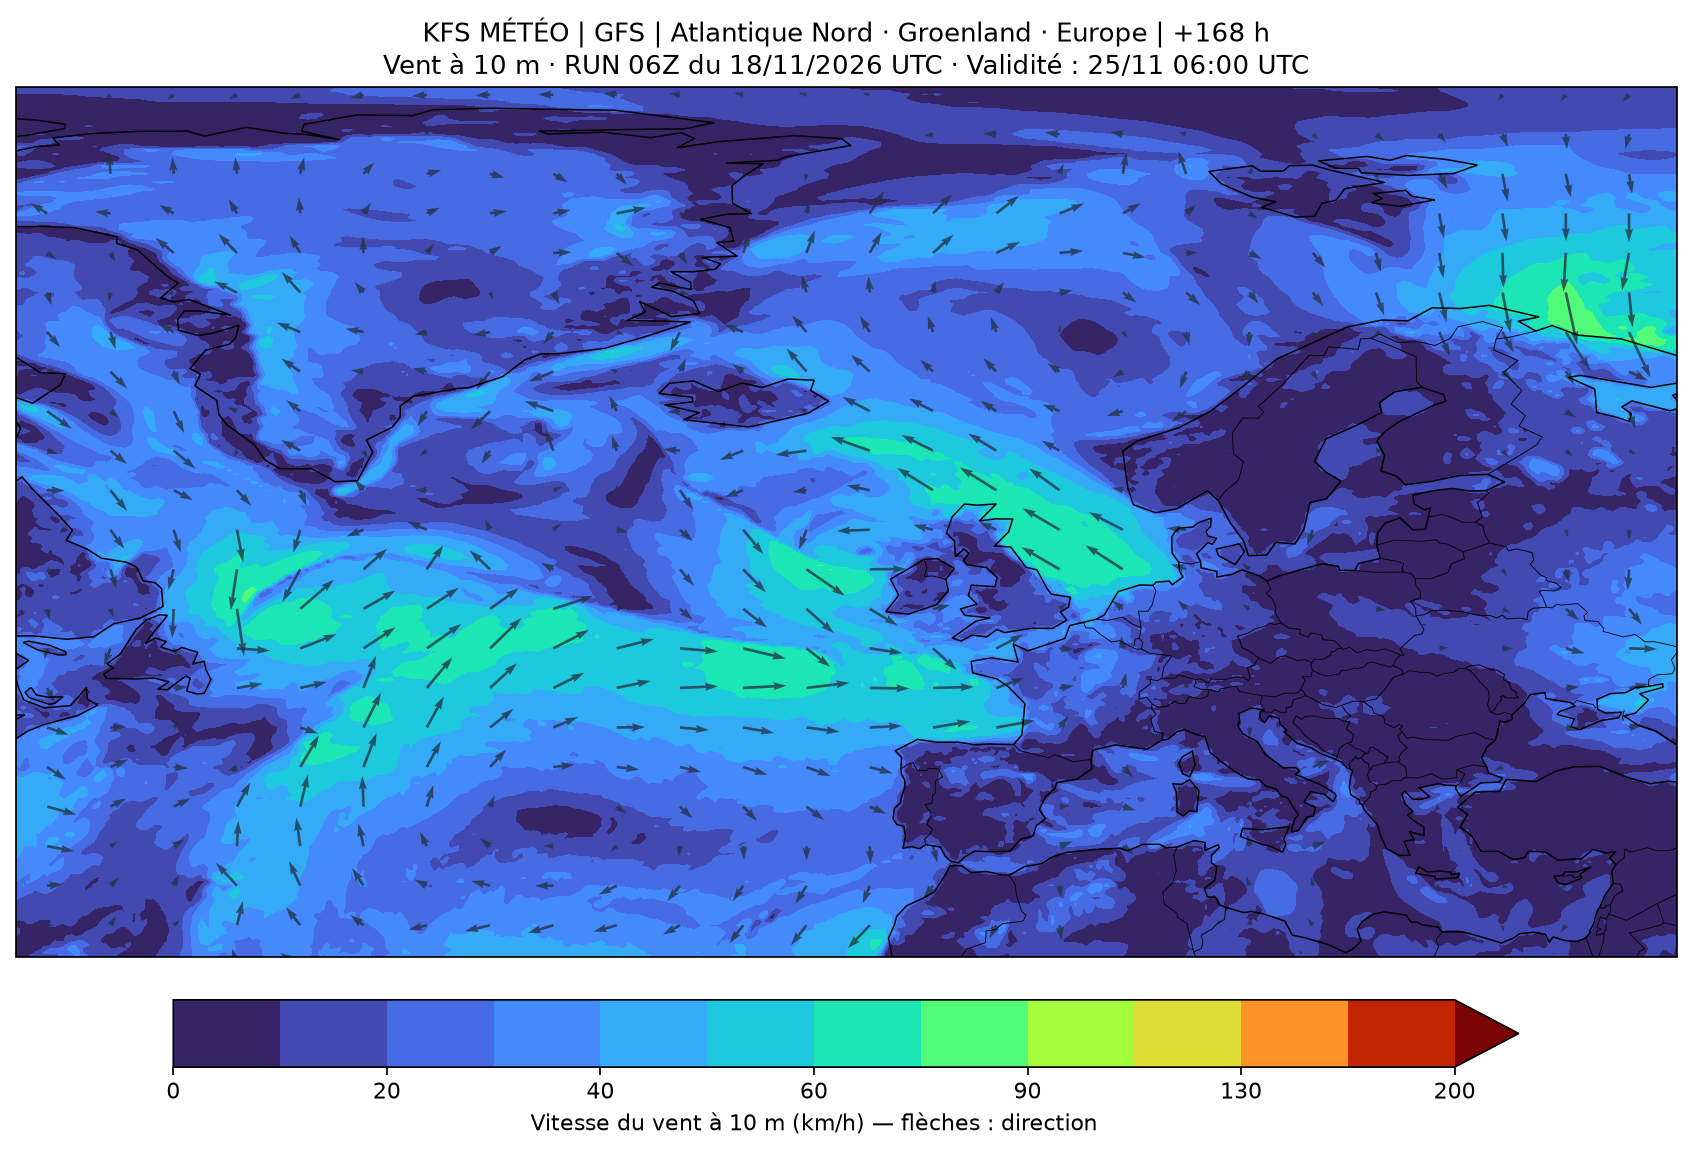 KFS MÉTÉO | GFS | Atlantique Nord · Groenland · Europe | +168 h
Vent à 10 m · RUN 06Z du 18/11/2026 UTC · Validité : 25/11 06:00 UTC
0 20 40 60 90 130 200
Vitesse du vent à 10 m (km/h) — flèches : direction